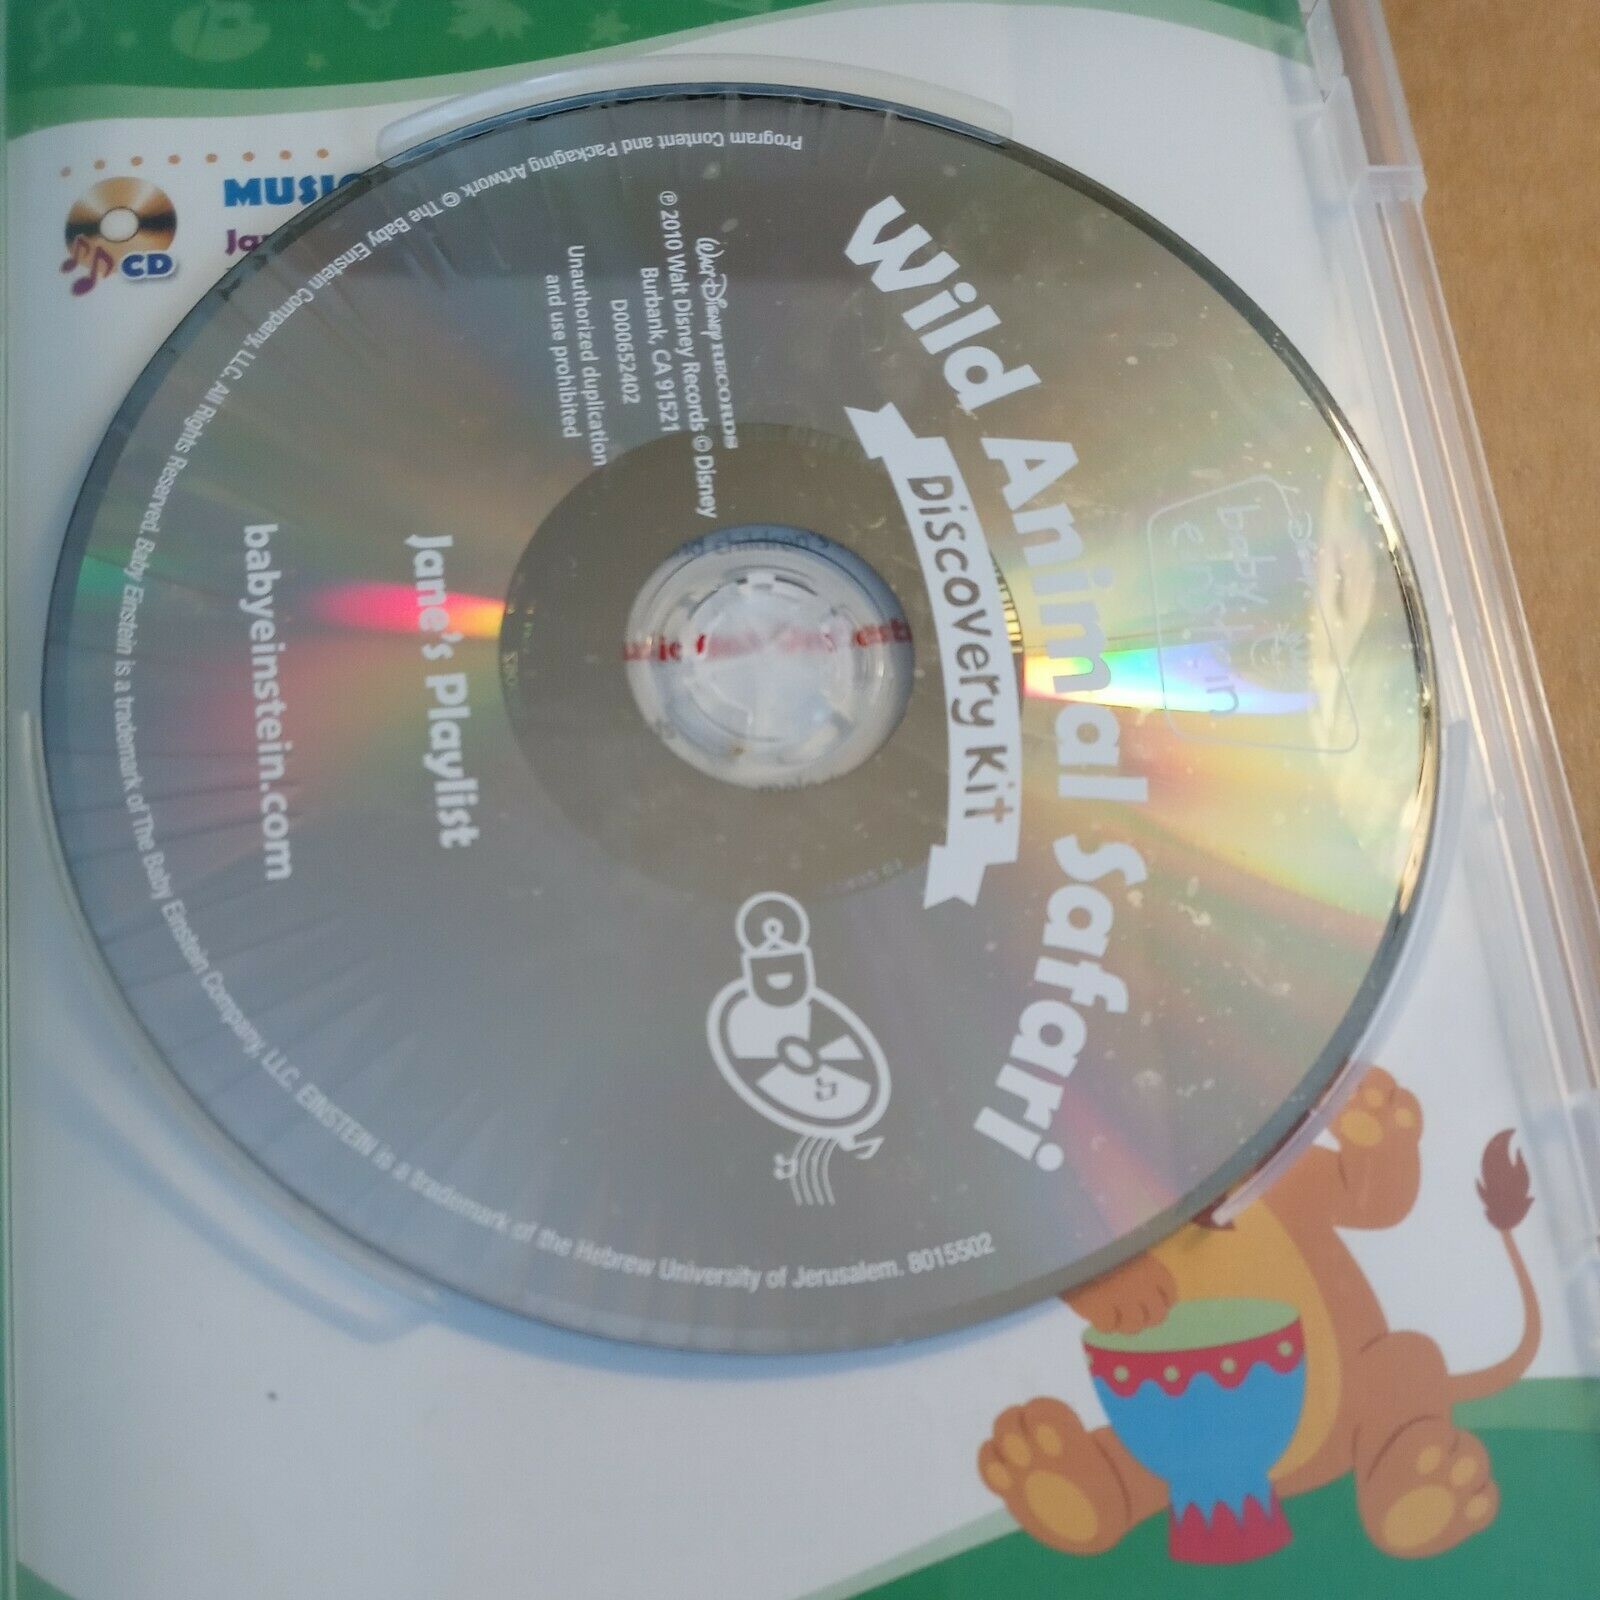 MUSIC
CD
baby
einstein
Wild Animal Safari
Discovery Kit
CD
WALT DISNEY RECORDS
℗ 2010 Walt Disney Records © Disney
Burbank, CA 91521
D000652402
Unauthorized duplication
and use prohibited
Jane's Playlist
babyeinstein.com
Program Content and Packaging Artwork © The Baby Einstein Company, LLC. All Rights Reserved. Baby Einstein is a trademark of The Baby Einstein Company, LLC. EINSTEIN is a trademark of the Hebrew University of Jerusalem. 8015502